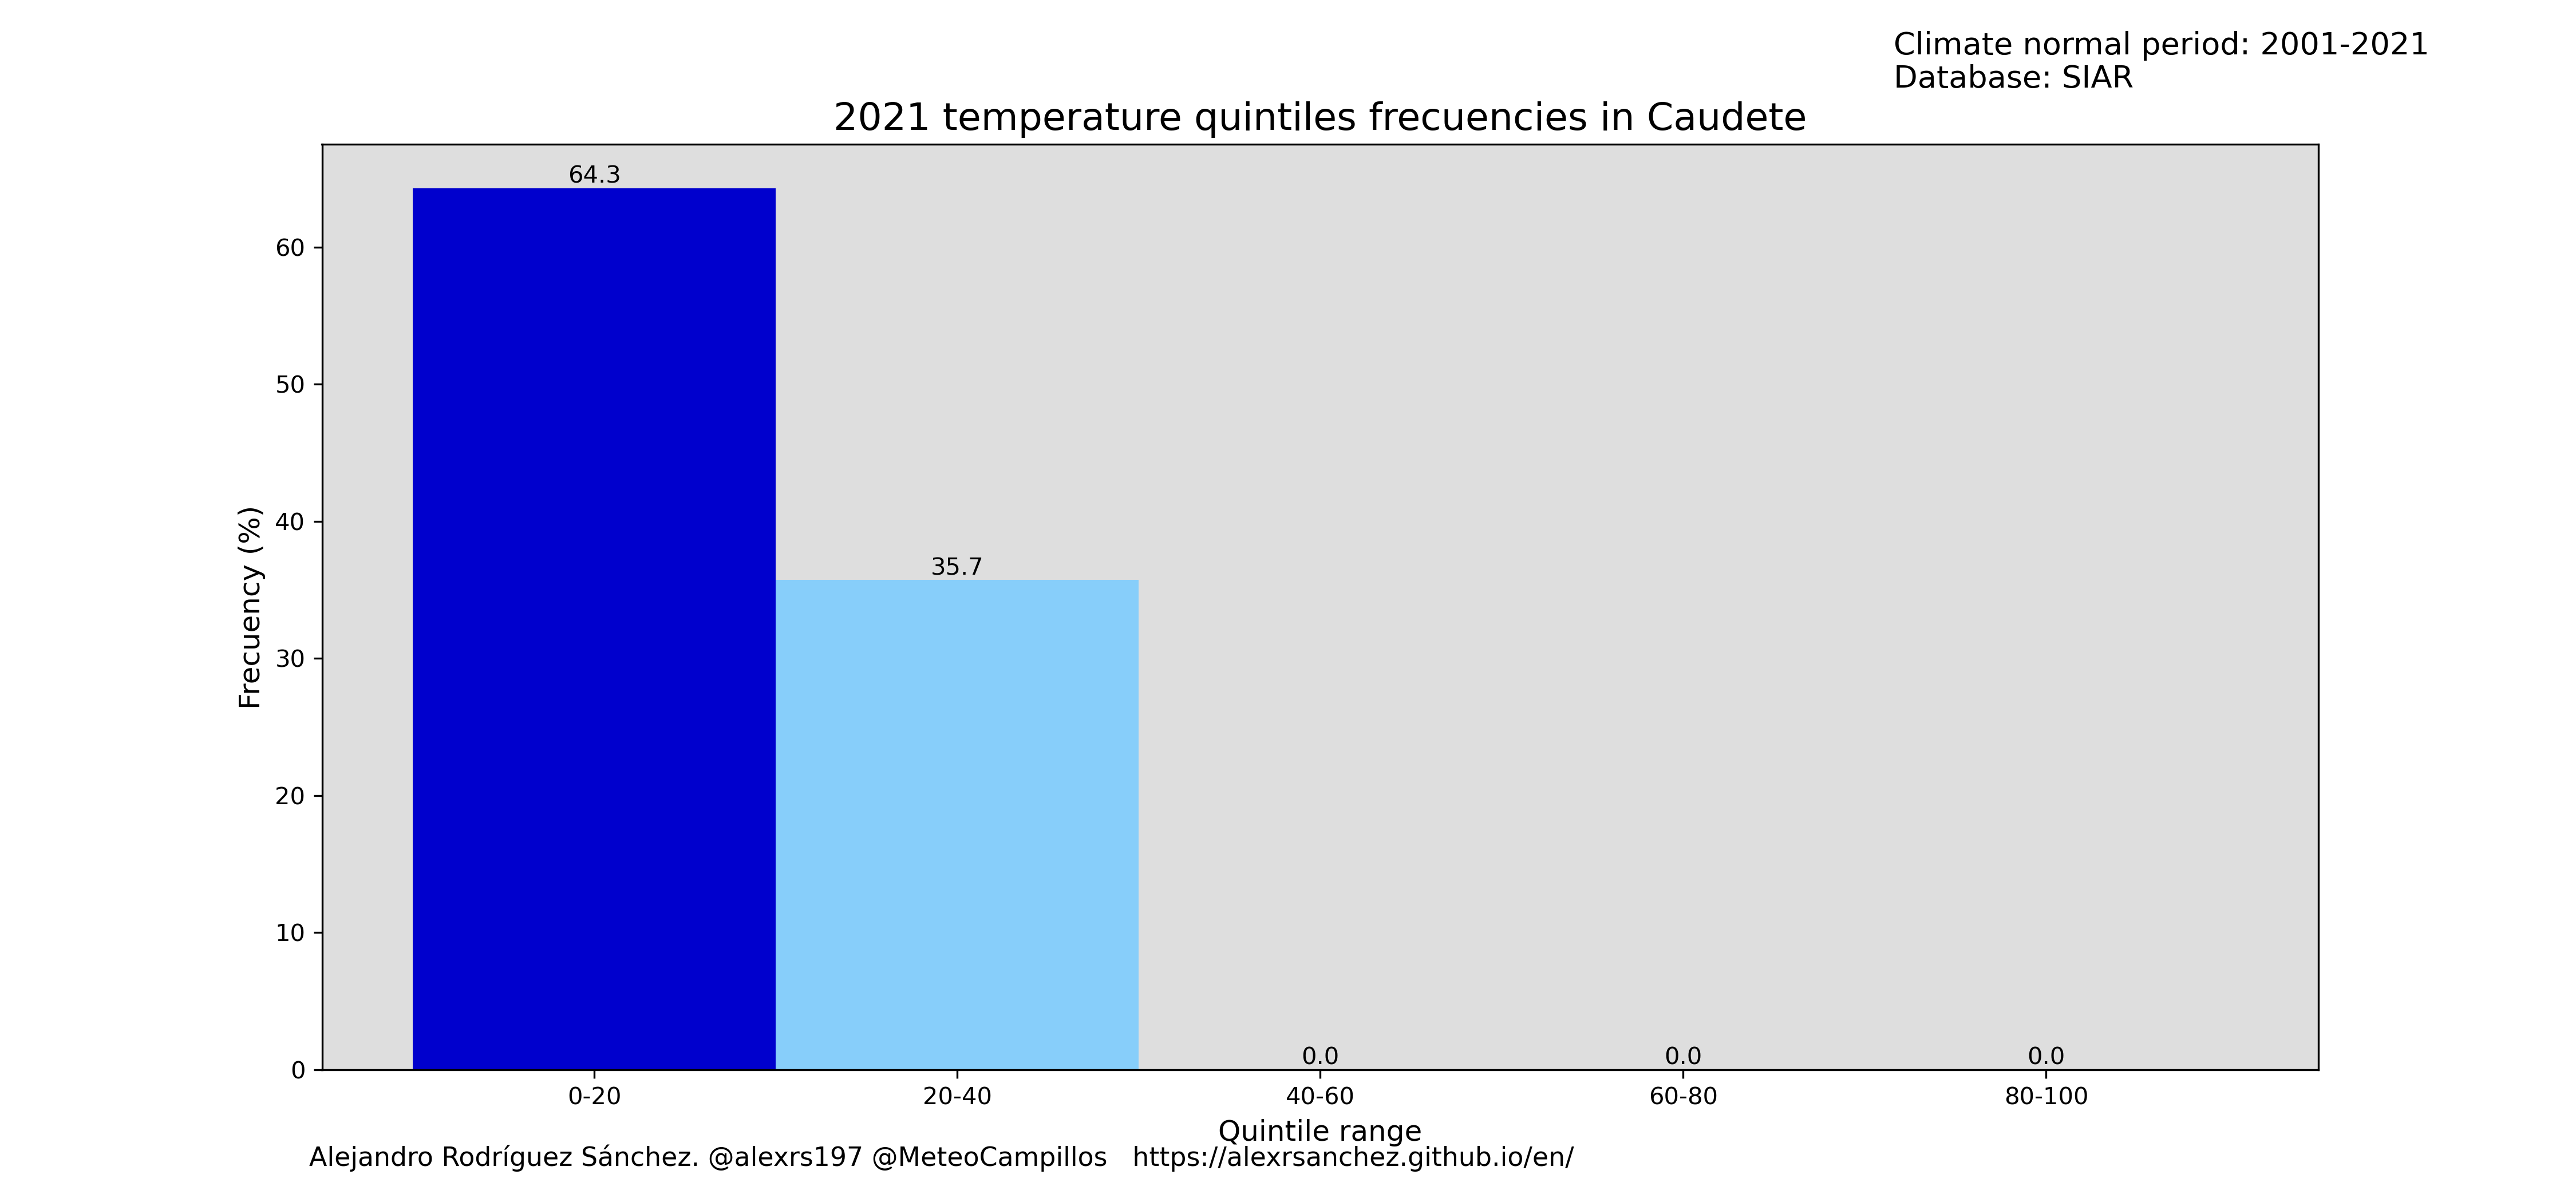 Climate normal period: 2001-2021
Database: SIAR
2021 temperature quintiles frecuencies in Caudete
64.3
60
50
40
35.7
30
20
10
0
0.0
0.0
0.0
Frecuency (%)
0-20
20-40
40-60
60-80
80-100
Quintile range
Alejandro Rodríguez Sánchez. @alexrs197 @MeteoCampillos https://alexrsanchez.github.io/en/